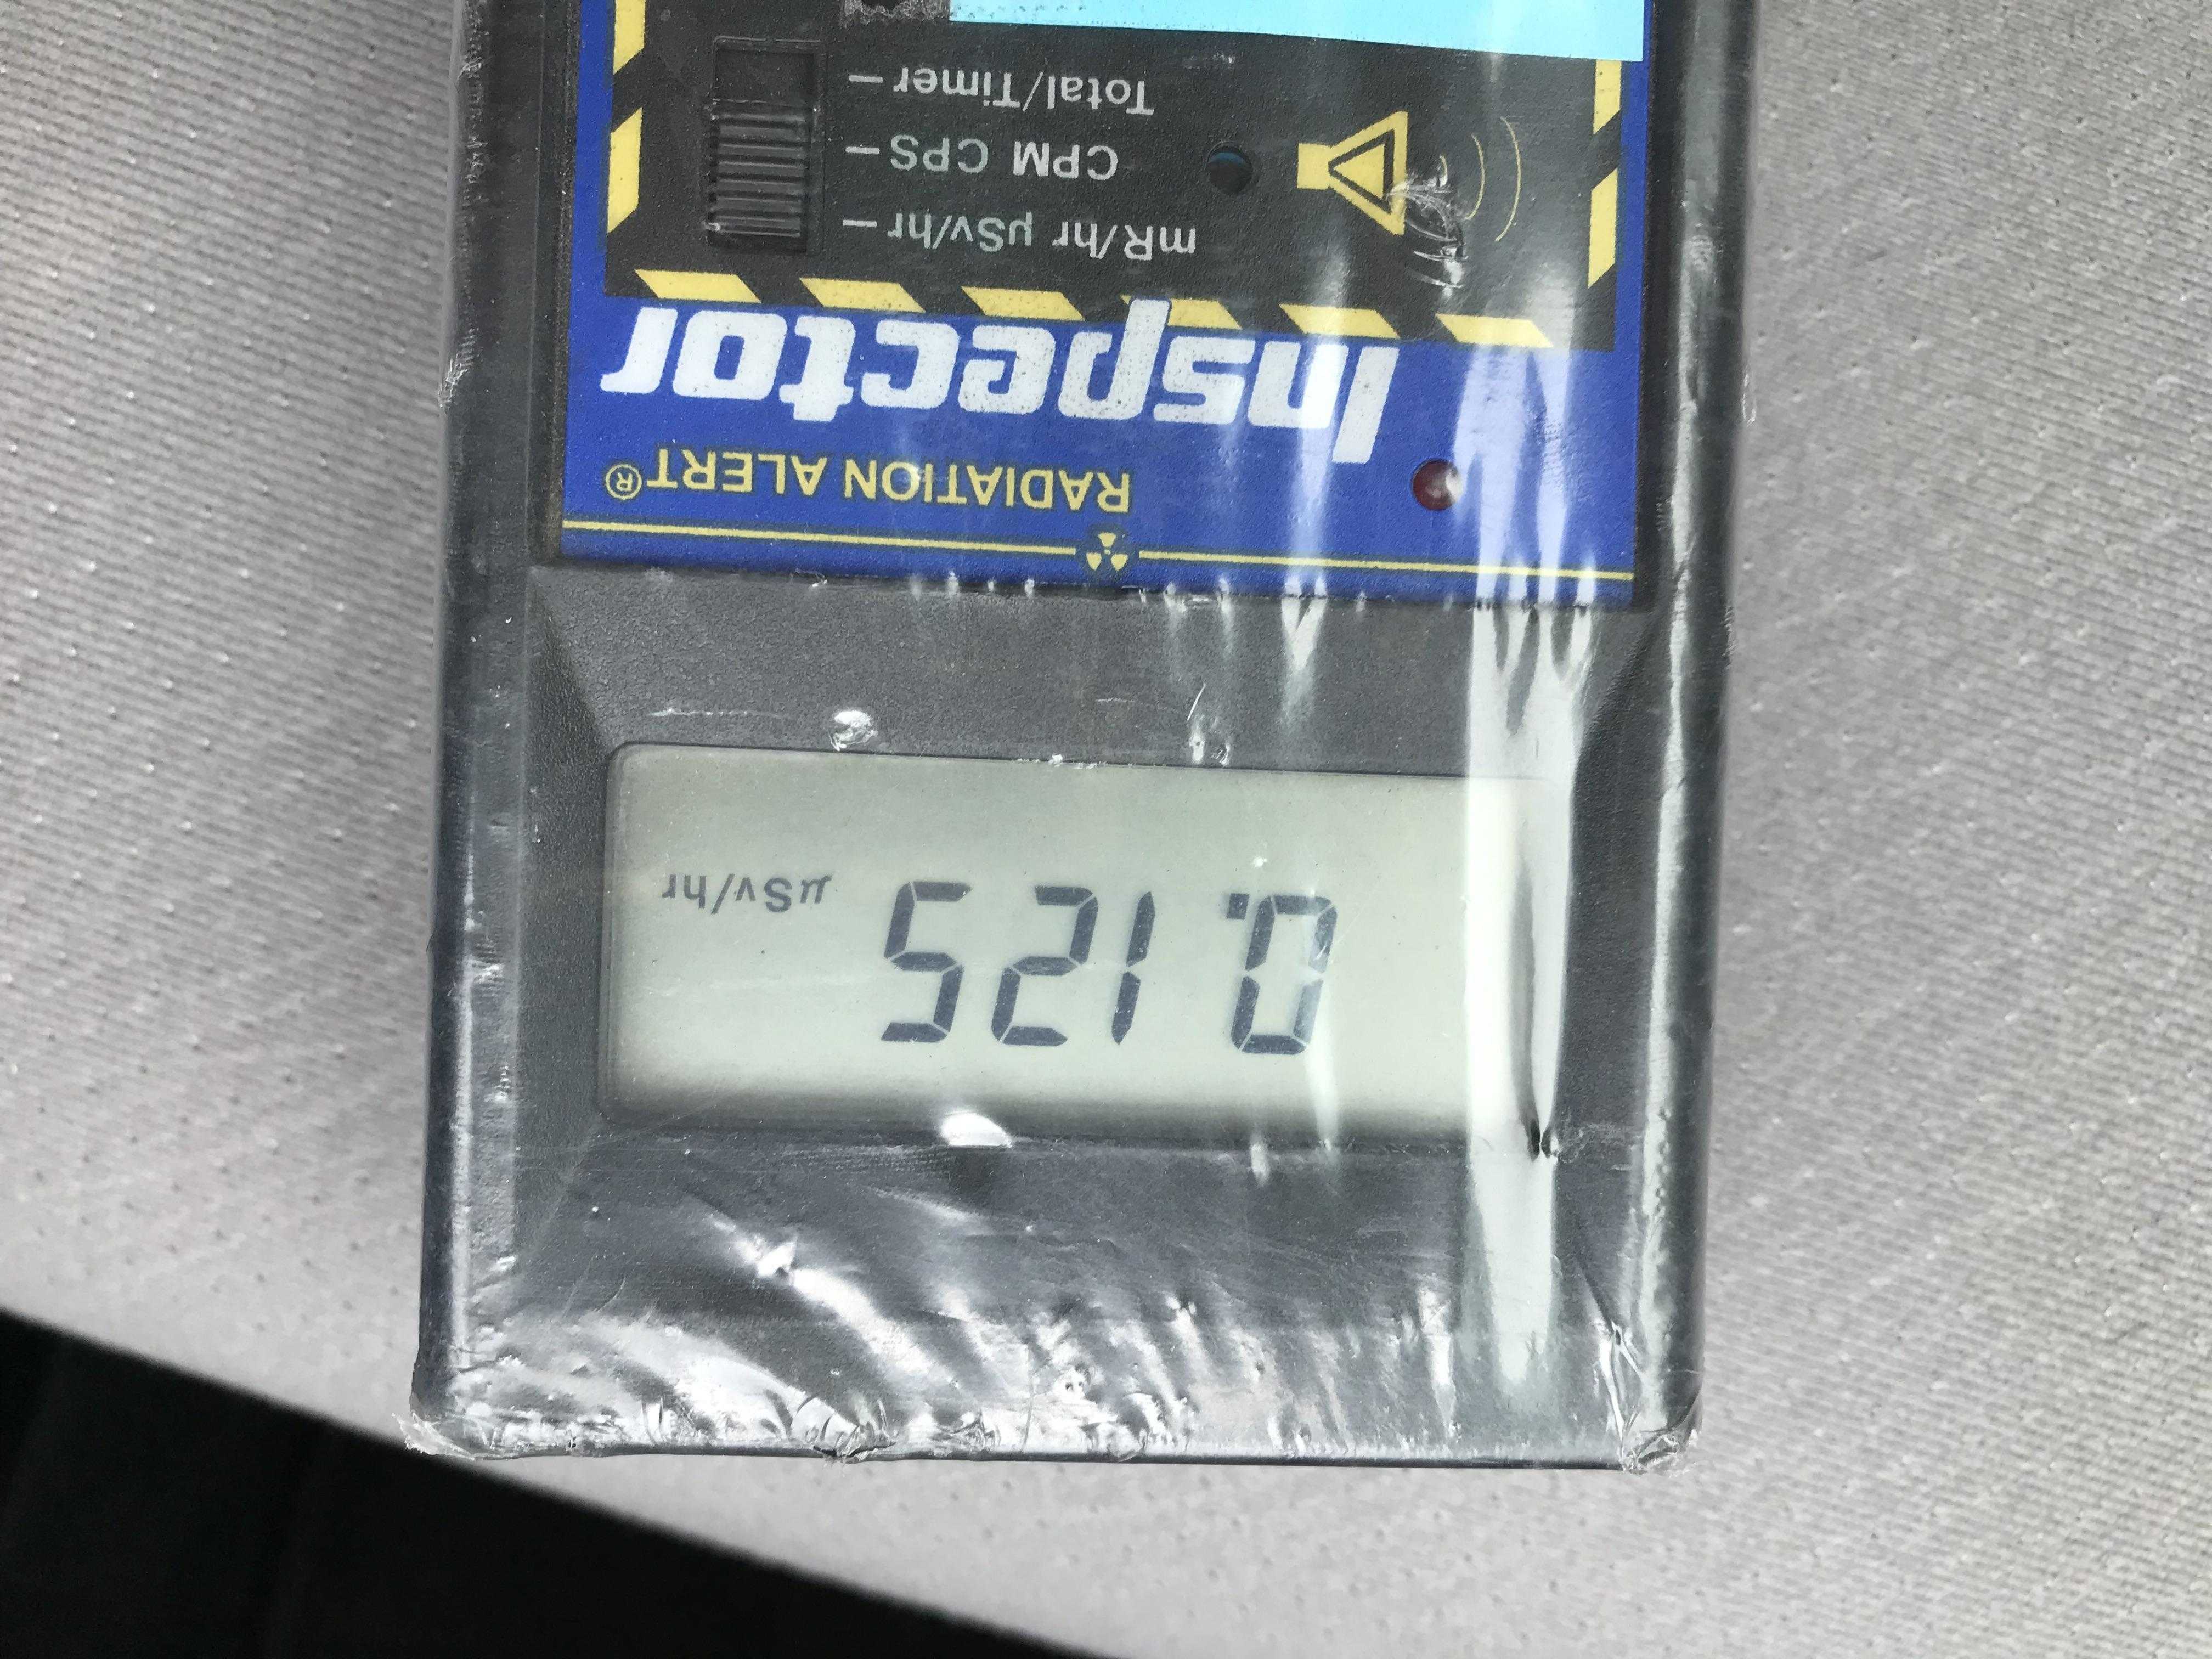 0.125 µSv/hr
RADIATION ALERT®
Inspector
mR/hr µSv/hr –
CPM CPS –
Total/Timer –